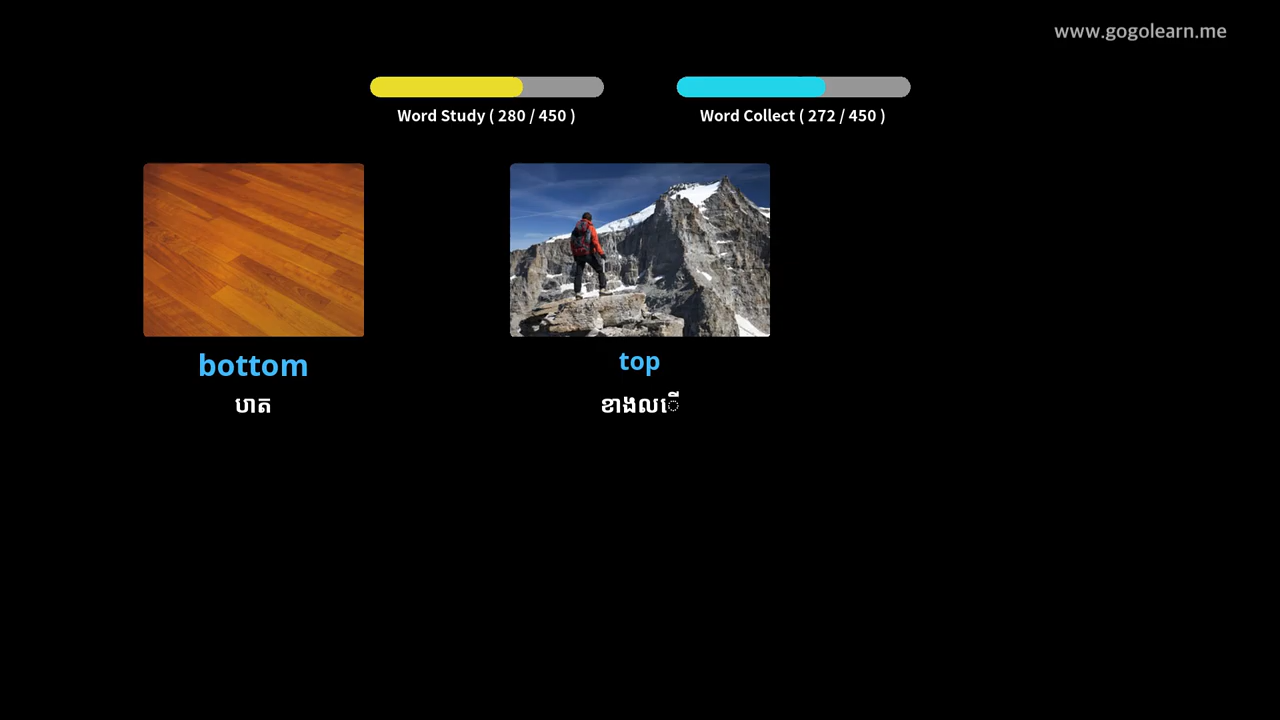 www.gogolearn.me
Word Study ( 280 / 450 )
Word Collect ( 272 / 450 )
bottom
បាត
top
ខាងលើ